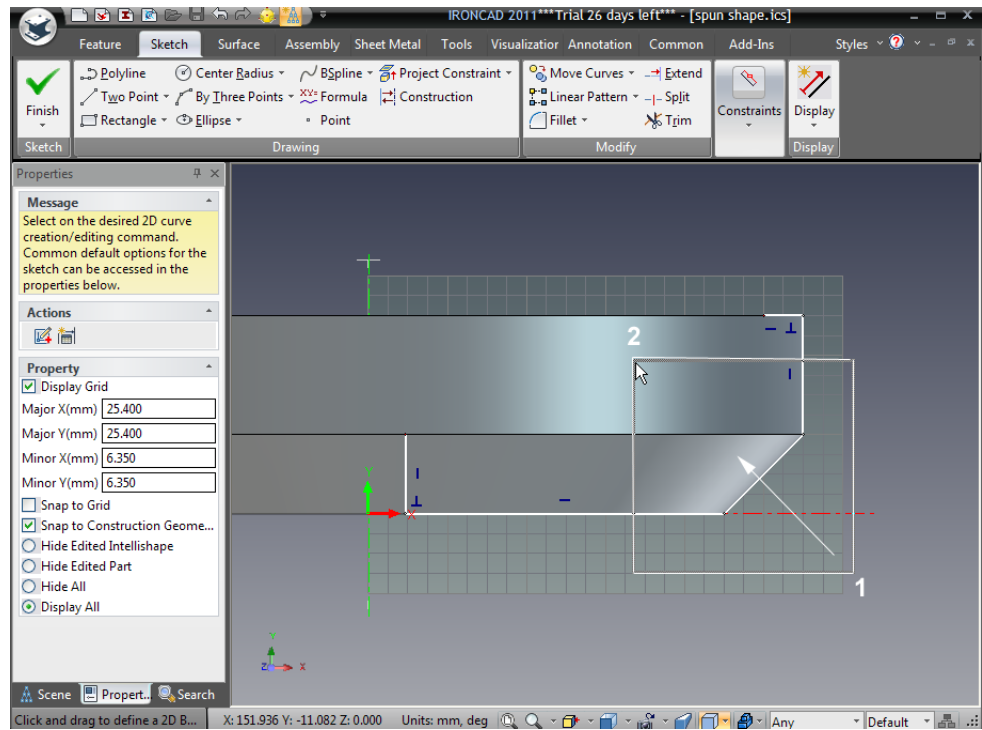 IRONCAD 2011***Trial 26 days left*** - [spun shape.ics]
Feature Sketch Surface Assembly Sheet Metal Tools Visualization Annotation Common Add-Ins Styles
Polyline Center Radius BSpline Project Constraint Move Curves Extend
Two Point By Three Points XY= Formula Construction Linear Pattern Split
Finish Constraints Display
Rectangle Ellipse Point Fillet Trim
Sketch Drawing Modify Display
Properties
Message
Select on the desired 2D curve
creation/editing command.
Common default options for the
sketch can be accessed in the
properties below.
Actions
Property
Display Grid
Major X(mm) 25.400
Major Y(mm) 25.400
Minor X(mm) 6.350
Minor Y(mm) 6.350
Snap to Grid
Snap to Construction Geome...
Hide Edited Intellishape
Hide Edited Part
Hide All
Display All
2
Y
X
1
Z X
Scene Propert... Search
Click and drag to define a 2D B... X: 151.936 Y: -11.082 Z: 0.000 Units: mm, deg Any Default